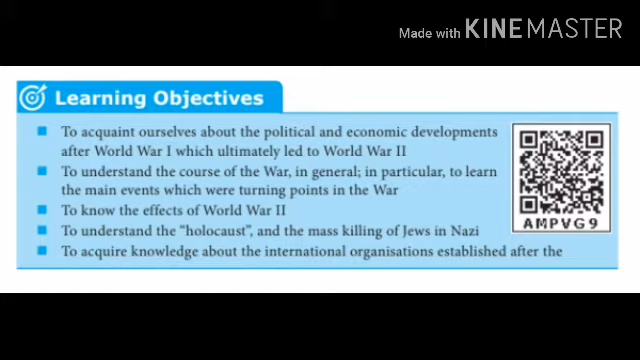 Made with KINEMASTER
Learning Objectives
To acquaint ourselves about the political and economic developments
after World War I which ultimately led to World War II
To understand the course of the War, in general; in particular, to learn
the main events which were turning points in the War
To know the effects of World War II
To understand the “holocaust”, and the mass killing of Jews in Nazi
To acquire knowledge about the international organisations established after the
AMPVG9